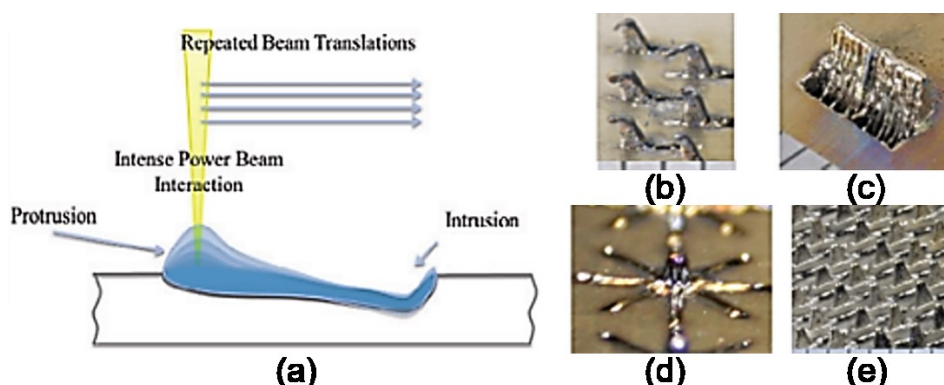 Repeated Beam Translations
Intense Power Beam
Interaction
Protrusion
Intrusion
(a)
(b)
(c)
(d)
(e)